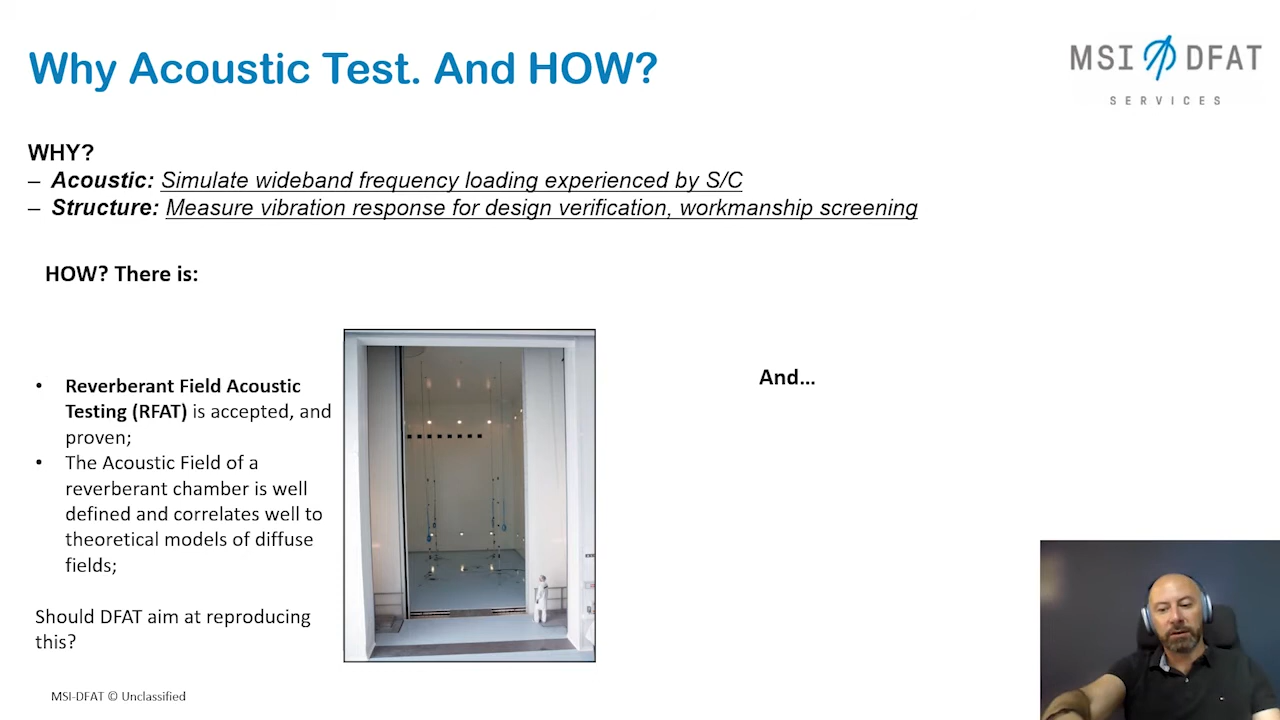 Why Acoustic Test. And HOW?
MSI DFAT
SERVICES
WHY?
– Acoustic: Simulate wideband frequency loading experienced by S/C
– Structure: Measure vibration response for design verification, workmanship screening
HOW? There is:
• Reverberant Field Acoustic
Testing (RFAT) is accepted, and
proven;
• The Acoustic Field of a
reverberant chamber is well
defined and correlates well to
theoretical models of diffuse
fields;
Should DFAT aim at reproducing
this?
And...
MSI-DFAT © Unclassified